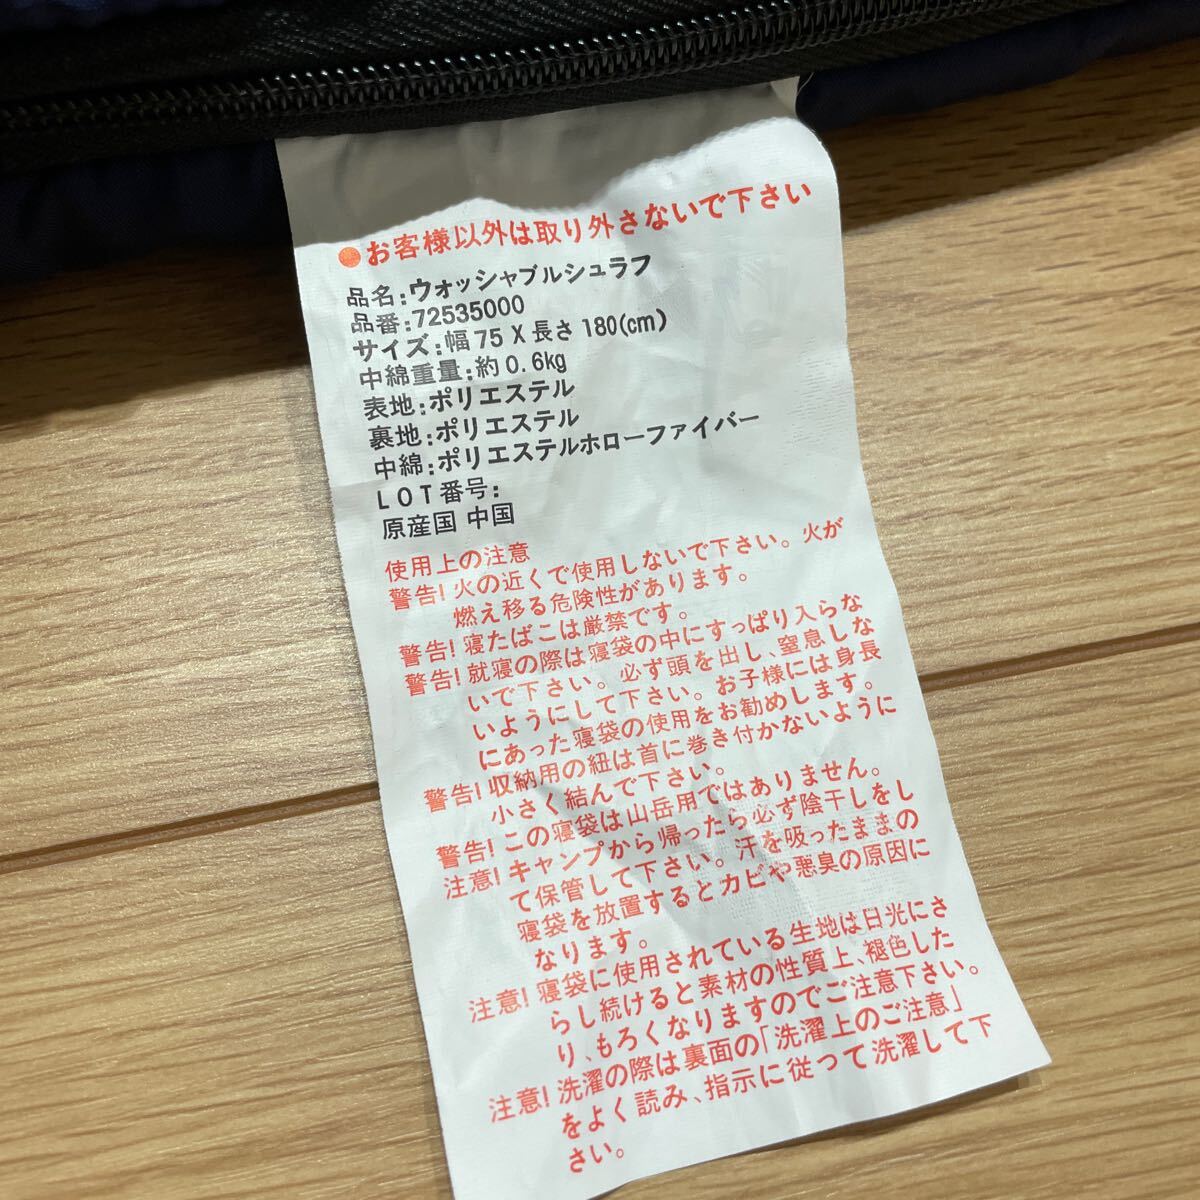 ●お客様以外は取り外さないで下さい
品名:ウォッシャブルシュラフ
品番:72535000
サイズ:幅75X長さ180(cm)
中綿重量:約0.6kg
表地:ポリエステル
裏地:ポリエステル
中綿:ポリエステルホローファイバー
LOT番号:
原産国 中国
使用上の注意
警告!火の近くで使用しないで下さい。火が
燃え移る危険性があります。
警告!寝たばこは厳禁です。
警告!就寝の際は寝袋の中にすっぽり入らな
いで下さい。必ず頭を出し、窒息しな
いようにして下さい。お子様には身長
にあった寝袋の使用をお勧めします。
警告!収納用の紐は首に巻き付かないように
小さく結んで下さい。
警告!この寝袋は山岳用ではありません。
注意!キャンプから帰ったら必ず陰干しをし
て保管して下さい。汗を吸ったままの
寝袋を放置するとカビや悪臭の原因に
なります。
注意!寝袋に使用されている生地は日光にさ
らし続けると素材の性質上、褪色した
り、もろくなりますのでご注意下さい。
注意!洗濯の際は裏面の「洗濯上のご注意」
をよく読み、指示に従って洗濯して下
さい。